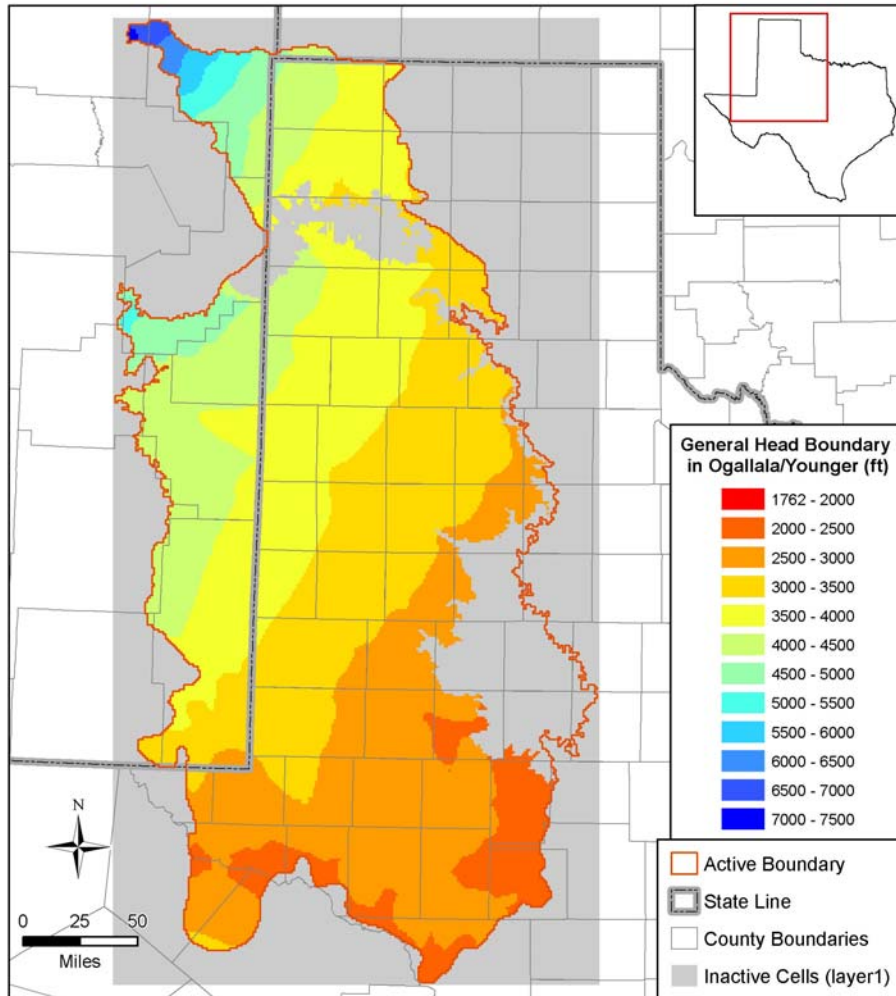 General Head Boundary
in Ogallala/Younger (ft)
1762 - 2000
2000 - 2500
2500 - 3000
3000 - 3500
3500 - 4000
4000 - 4500
4500 - 5000
5000 - 5500
5500 - 6000
6000 - 6500
6500 - 7000
7000 - 7500
N
0 25 50
Miles
Active Boundary
State Line
County Boundaries
Inactive Cells (layer1)